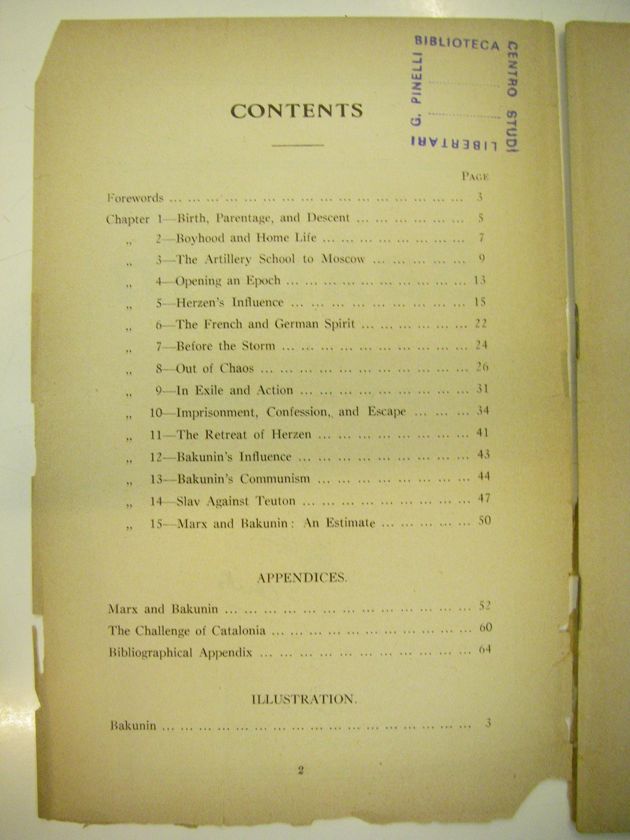 BIBLIOTECA
CENTRO STUDI
LIBERTARI
G. PINELLI
CONTENTS
PAGE
Forewords ... ... ... ... ... ... ... ... ... ... ... ... ... ... ... ... 3
Chapter 1—Birth, Parentage, and Descent ... ... ... ... ... ... 5
„ 2—Boyhood and Home Life ... ... ... ... ... ... ... ... 7
„ 3—The Artillery School to Moscow ... ... ... ... ... 9
„ 4—Opening an Epoch ... ... ... ... ... ... ... ... ... ... 13
„ 5—Herzen's Influence ... ... ... ... ... ... ... ... ... ... 15
„ 6—The French and German Spirit ... ... ... ... ... ... 22
„ 7—Before the Storm ... ... ... ... ... ... ... ... ... ... 24
„ 8—Out of Chaos ... ... ... ... ... ... ... ... ... ... ... 26
„ 9—In Exile and Action ... ... ... ... ... ... ... ... ... 31
„ 10—Imprisonment, Confession, and Escape ... ... ... 34
„ 11—The Retreat of Herzen ... ... ... ... ... ... ... ... 41
„ 12—Bakunin's Influence ... ... ... ... ... ... ... ... ... 43
„ 13—Bakunin's Communism ... ... ... ... ... ... ... ... 44
„ 14—Slav Against Teuton ... ... ... ... ... ... ... ... ... 47
„ 15—Marx and Bakunin: An Estimate ... ... ... ... ... 50
APPENDICES.
Marx and Bakunin ... ... ... ... ... ... ... ... ... ... ... ... ... 52
The Challenge of Catalonia ... ... ... ... ... ... ... ... ... ... ... 60
Bibliographical Appendix ... ... ... ... ... ... ... ... ... ... ... ... 64
ILLUSTRATION.
Bakunin ... ... ... ... ... ... ... ... ... ... ... ... ... ... ... ... ... 3
2